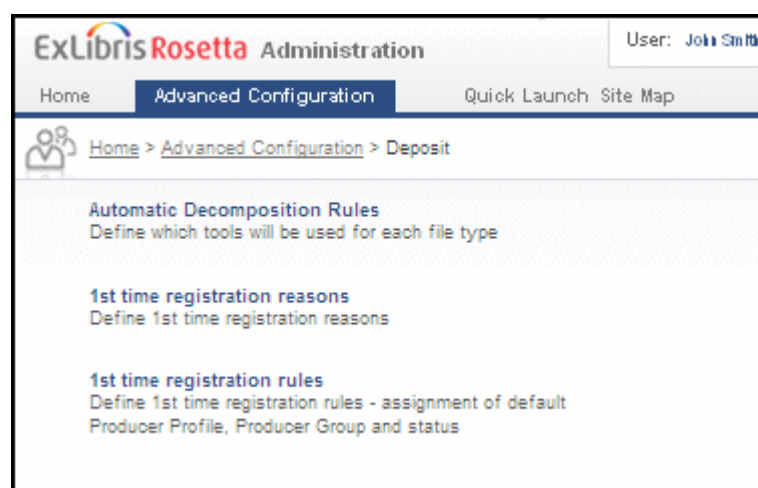 ExLibris Rosetta Administration
User: John Smith
Home Advanced Configuration Quick Launch Site Map
Home > Advanced Configuration > Deposit
Automatic Decomposition Rules
Define which tools will be used for each file type
1st time registration reasons
Define 1st time registration reasons
1st time registration rules
Define 1st time registration rules - assignment of default
Producer Profile, Producer Group and status